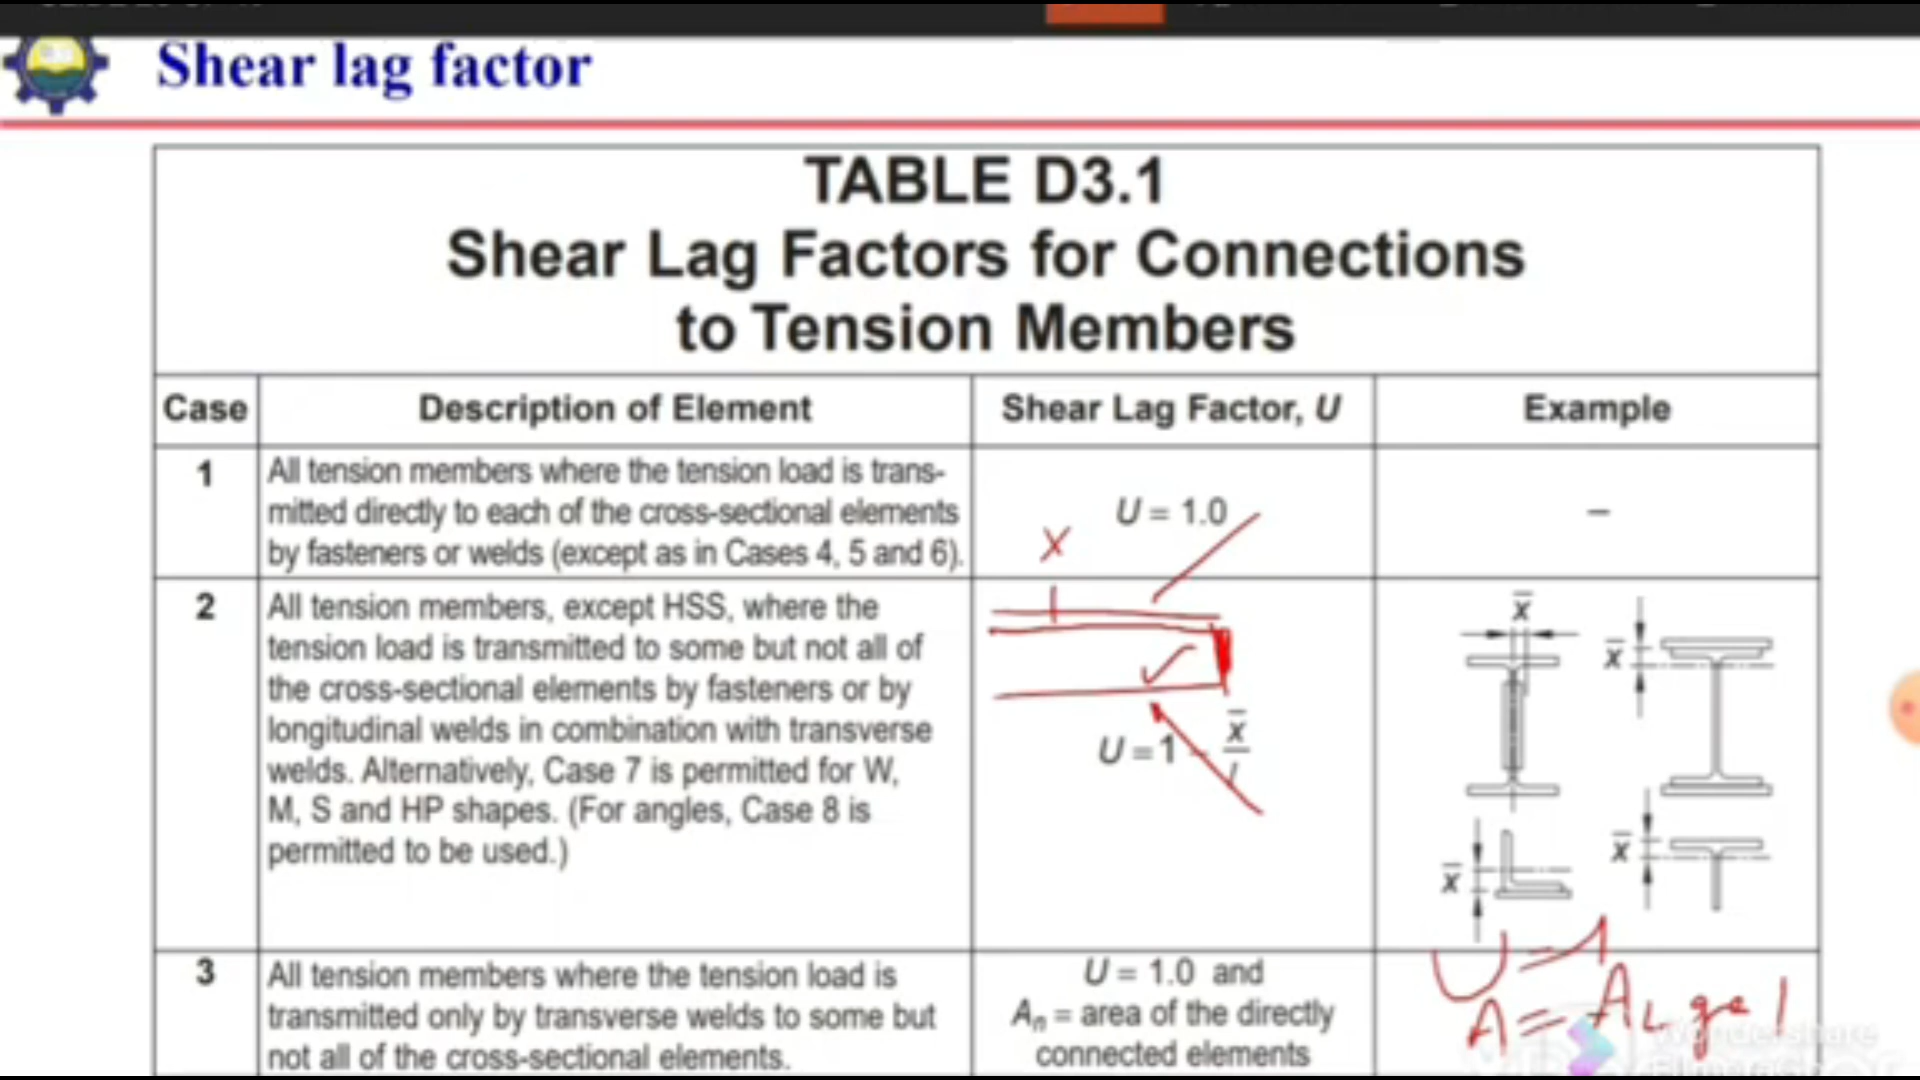 Shear lag factor
TABLE D3.1
Shear Lag Factors for Connections
to Tension Members
Case Description of Element Shear Lag Factor, U Example
1 All tension members where the tension load is trans-
mitted directly to each of the cross-sectional elements
by fasteners or welds (except as in Cases 4, 5 and 6).
U = 1.0
–
x
2 All tension members, except HSS, where the
tension load is transmitted to some but not all of
the cross-sectional elements by fasteners or by
longitudinal welds in combination with transverse
welds. Alternatively, Case 7 is permitted for W,
M, S and HP shapes. (For angles, Case 8 is
permitted to be used.)
U = 1 – x̄/l
x̄
x̄
x̄
x̄
U = 1
3 All tension members where the tension load is
transmitted only by transverse welds to some but
not all of the cross-sectional elements.
U = 1.0 and
An = area of the directly
connected elements
A =
Wondershare